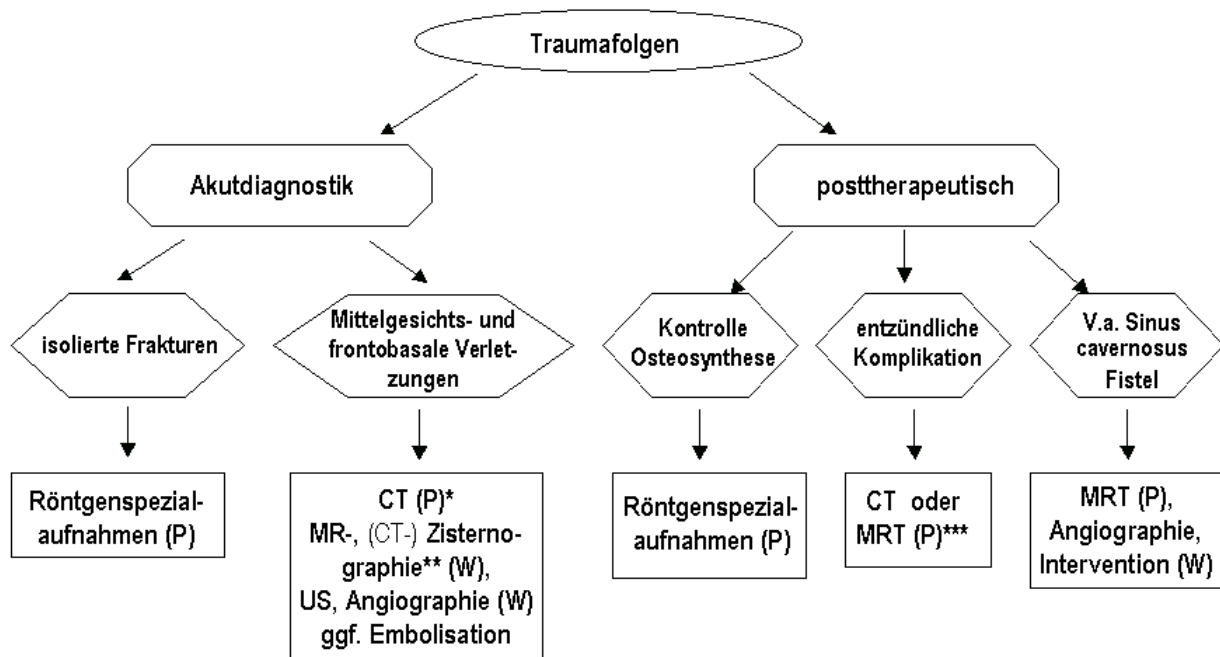 Traumafolgen
Akutdiagnostik
posttherapeutisch
isolierte Frakturen
Mittelgesichts- und
frontobasale Verlet-
zungen
Kontrolle
Osteosynthese
entzündliche
Komplikation
V.a. Sinus
cavernosus
Fistel
Röntgenspezial-
aufnahmen (P)
CT (P)*
MR-, (CT-) Zisterno-
graphie** (W),
US, Angiographie (W)
ggf. Embolisation
Röntgenspezial-
aufnahmen (P)
CT oder
MRT (P)***
MRT (P),
Angiographie,
Intervention (W)